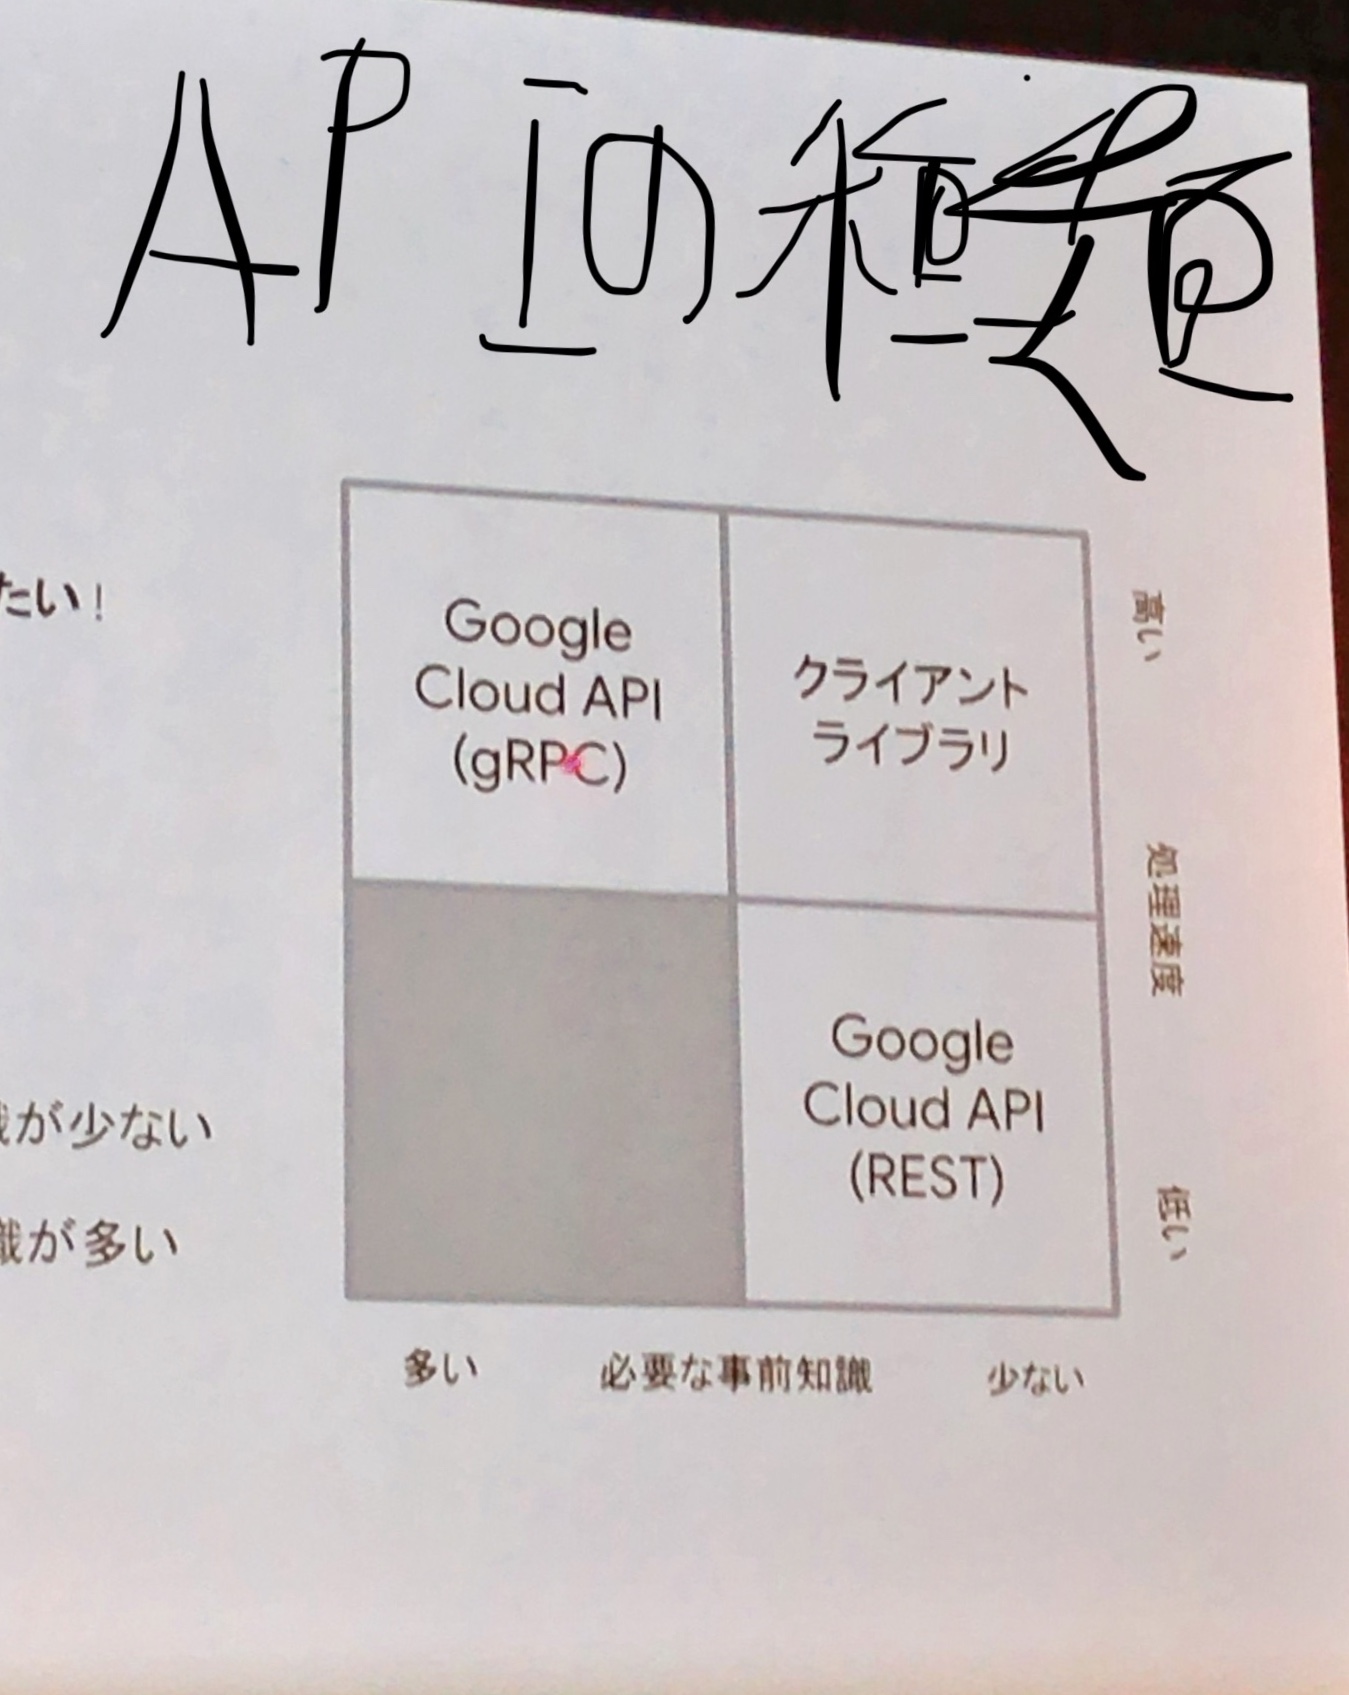 APIの種類
たい!
Google
Cloud API
(gRPC)
クライアント
ライブラリ
高い
処理速度
低い
Google
Cloud API
(REST)
が少ない
識が多い
多い
必要な事前知識
少ない